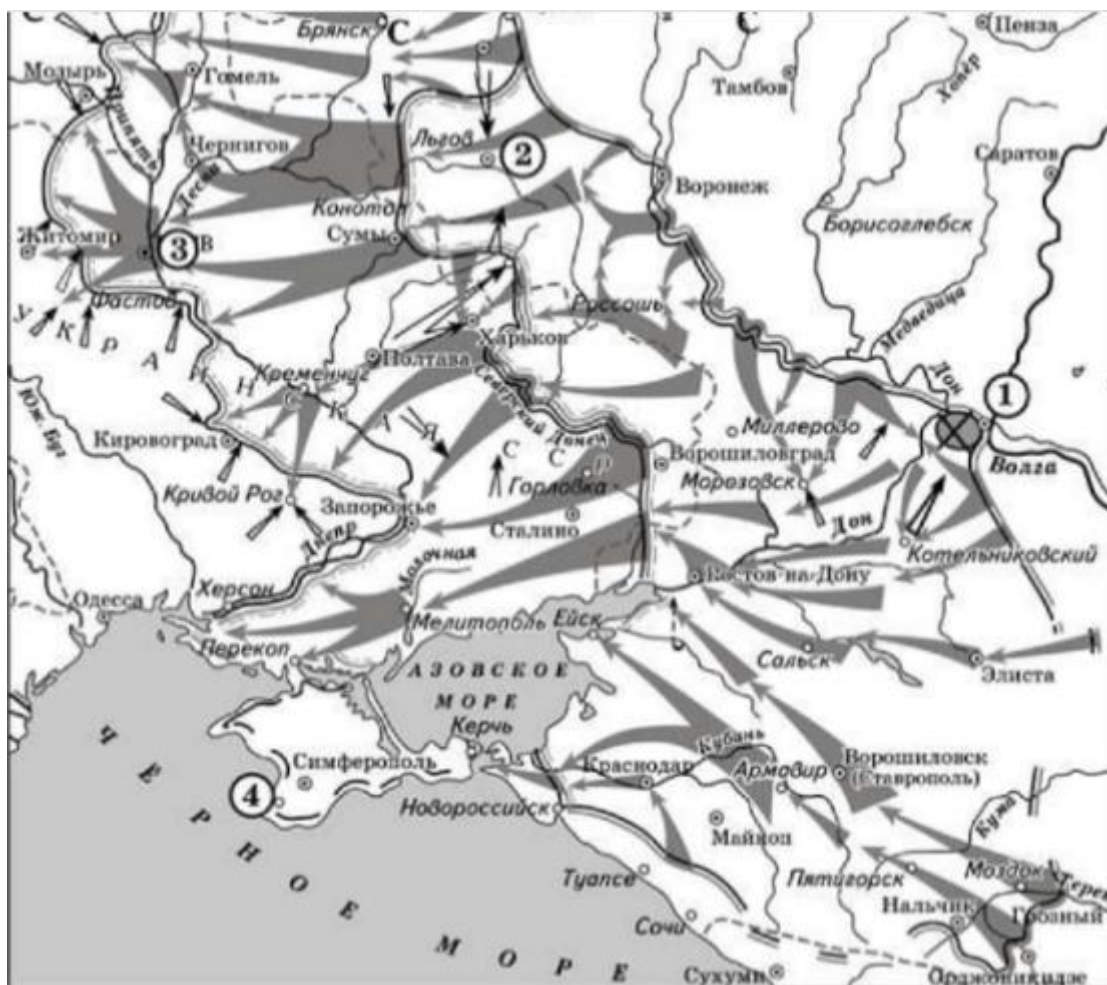 Брянск
С
С
Пенза
Мозырь
Гомель
Тамбов
Хопёр
Припять
Чернигов
Десна
Льгов
2
Саратов
Воронеж
Борисоглебск
Конотоп
Сумы
Житомир
3
В
Фастов
Россошь
Медведица
Харьков
Полтава
Кременчуг
УКРАИНСКАЯ ССР
Северский Донец
Дон
1
Юж. Буг
Кировоград
Миллерово
Ворошиловград
Волга
Горловка
Морозовск
Кривой Рог
Запорожье
Сталино
Дон
Днепр
Молочная
Котельниковский
Херсон
Ростов-на-Дону
Одесса
Мелитополь
Ейск
Перекоп
Сальск
Элиста
АЗОВСКОЕ
МОРЕ
Керчь
Кубань
Симферополь
Краснодар
Армавир
Ворошиловск
(Ставрополь)
4
Новороссийск
Майкоп
Кума
ЧЕРНОЕ МОРЕ
Туапсе
Пятигорск
Моздок
Терек
Нальчик
Грозный
Сочи
Сухуми
Орджоникидзе